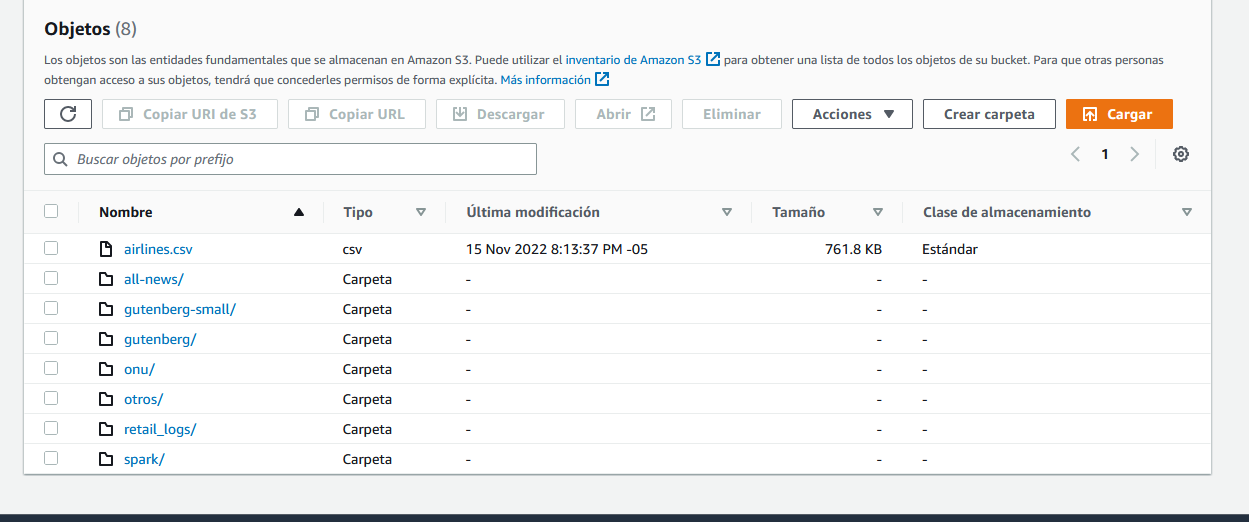 Objetos (8)
Los objetos son las entidades fundamentales que se almacenan en Amazon S3. Puede utilizar el inventario de Amazon S3 para obtener una lista de todos los objetos de su bucket. Para que otras personas
obtengan acceso a sus objetos, tendrá que concederles permisos de forma explícita. Más información
Copiar URI de S3 Copiar URL Descargar Abrir Eliminar Acciones Crear carpeta Cargar
Buscar objetos por prefijo 1
Nombre Tipo Última modificación Tamaño Clase de almacenamiento
airlines.csv csv 15 Nov 2022 8:13:37 PM -05 761.8 KB Estándar
all-news/ Carpeta - - -
gutenberg-small/ Carpeta - - -
gutenberg/ Carpeta - - -
onu/ Carpeta - - -
otros/ Carpeta - - -
retail_logs/ Carpeta - - -
spark/ Carpeta - - -